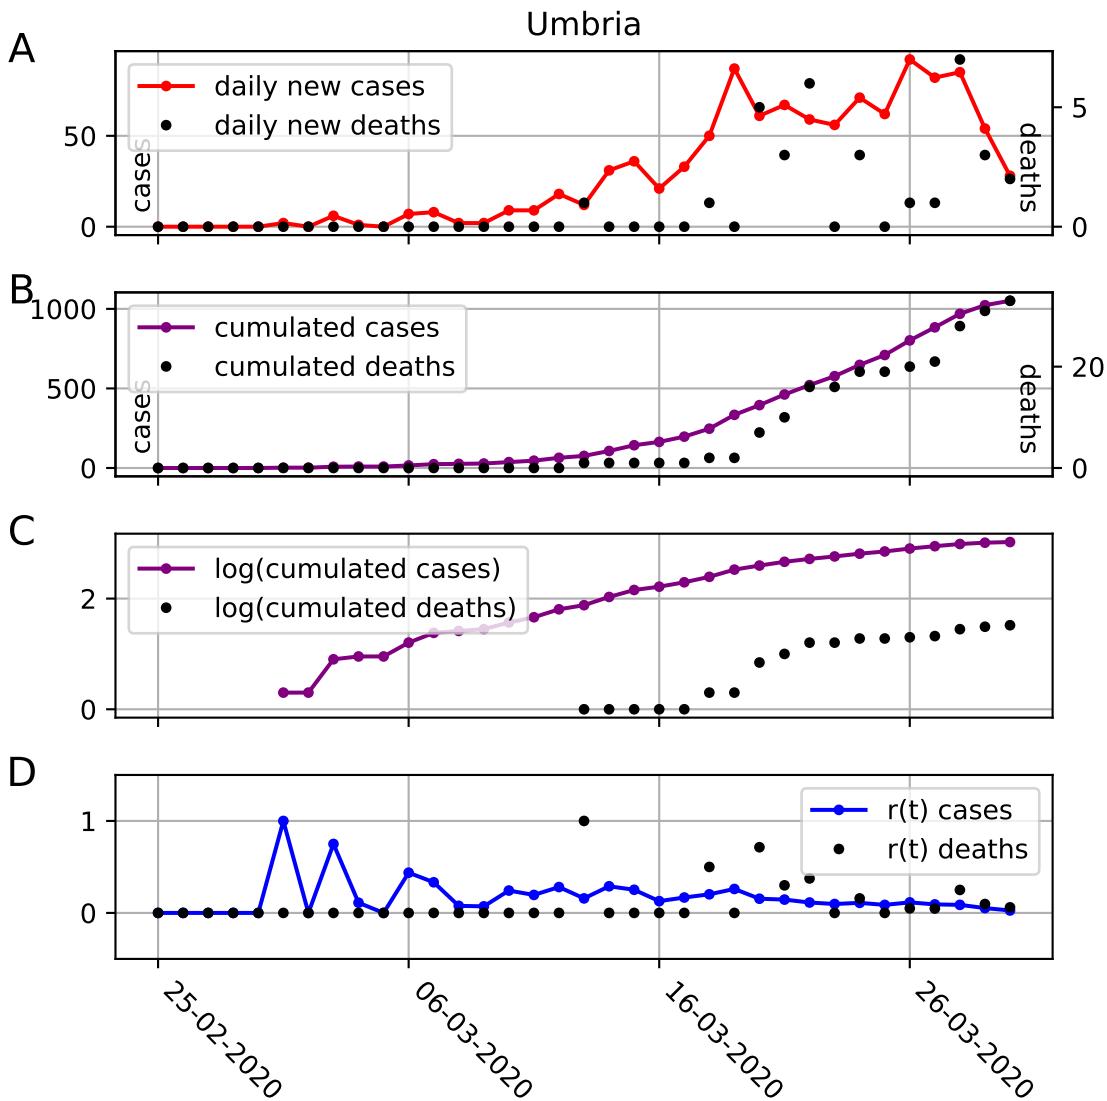 Umbria
A
daily new cases
daily new deaths
50
0
cases
5
0
deaths
B
cumulated cases
cumulated deaths
1000
500
0
cases
20
0
deaths
C
log(cumulated cases)
log(cumulated deaths)
2
0
D
r(t) cases
r(t) deaths
1
0
25-02-2020
06-03-2020
16-03-2020
26-03-2020